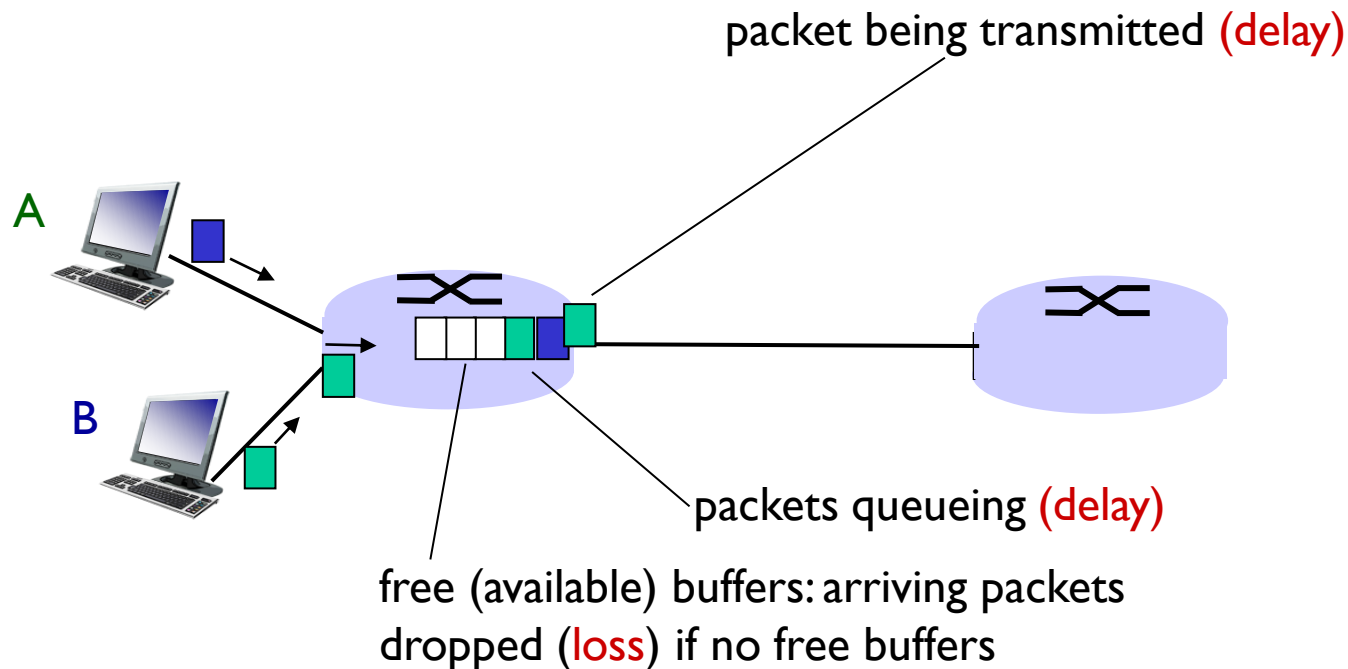 packet being transmitted (delay)
A
B
packets queueing (delay)
free (available) buffers: arriving packets
dropped (loss) if no free buffers